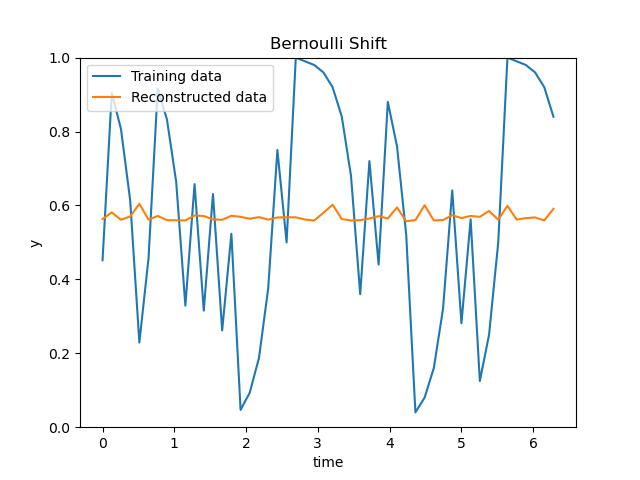 Bernoulli Shift
Training data
Reconstructed data
1.0
0.8
0.6
0.4
0.2
0.0
y
0 1 2 3 4 5 6
time